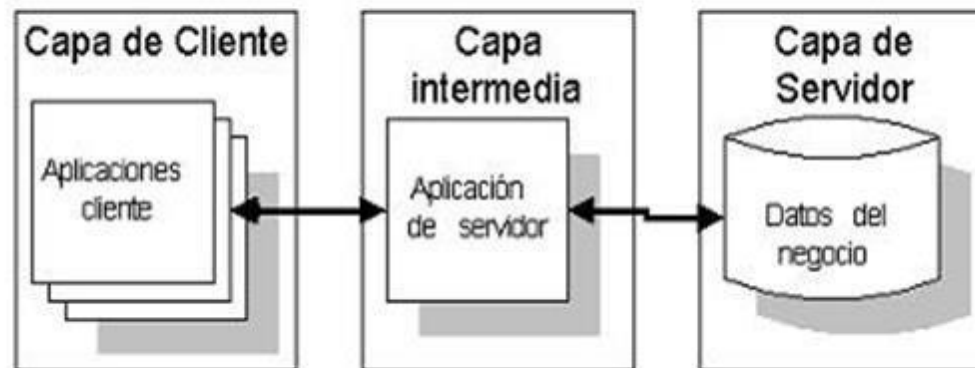 Capa de Cliente
Aplicaciones
cliente
Capa
intermedia
Aplicación
de servidor
Capa de
Servidor
Datos del
negocio